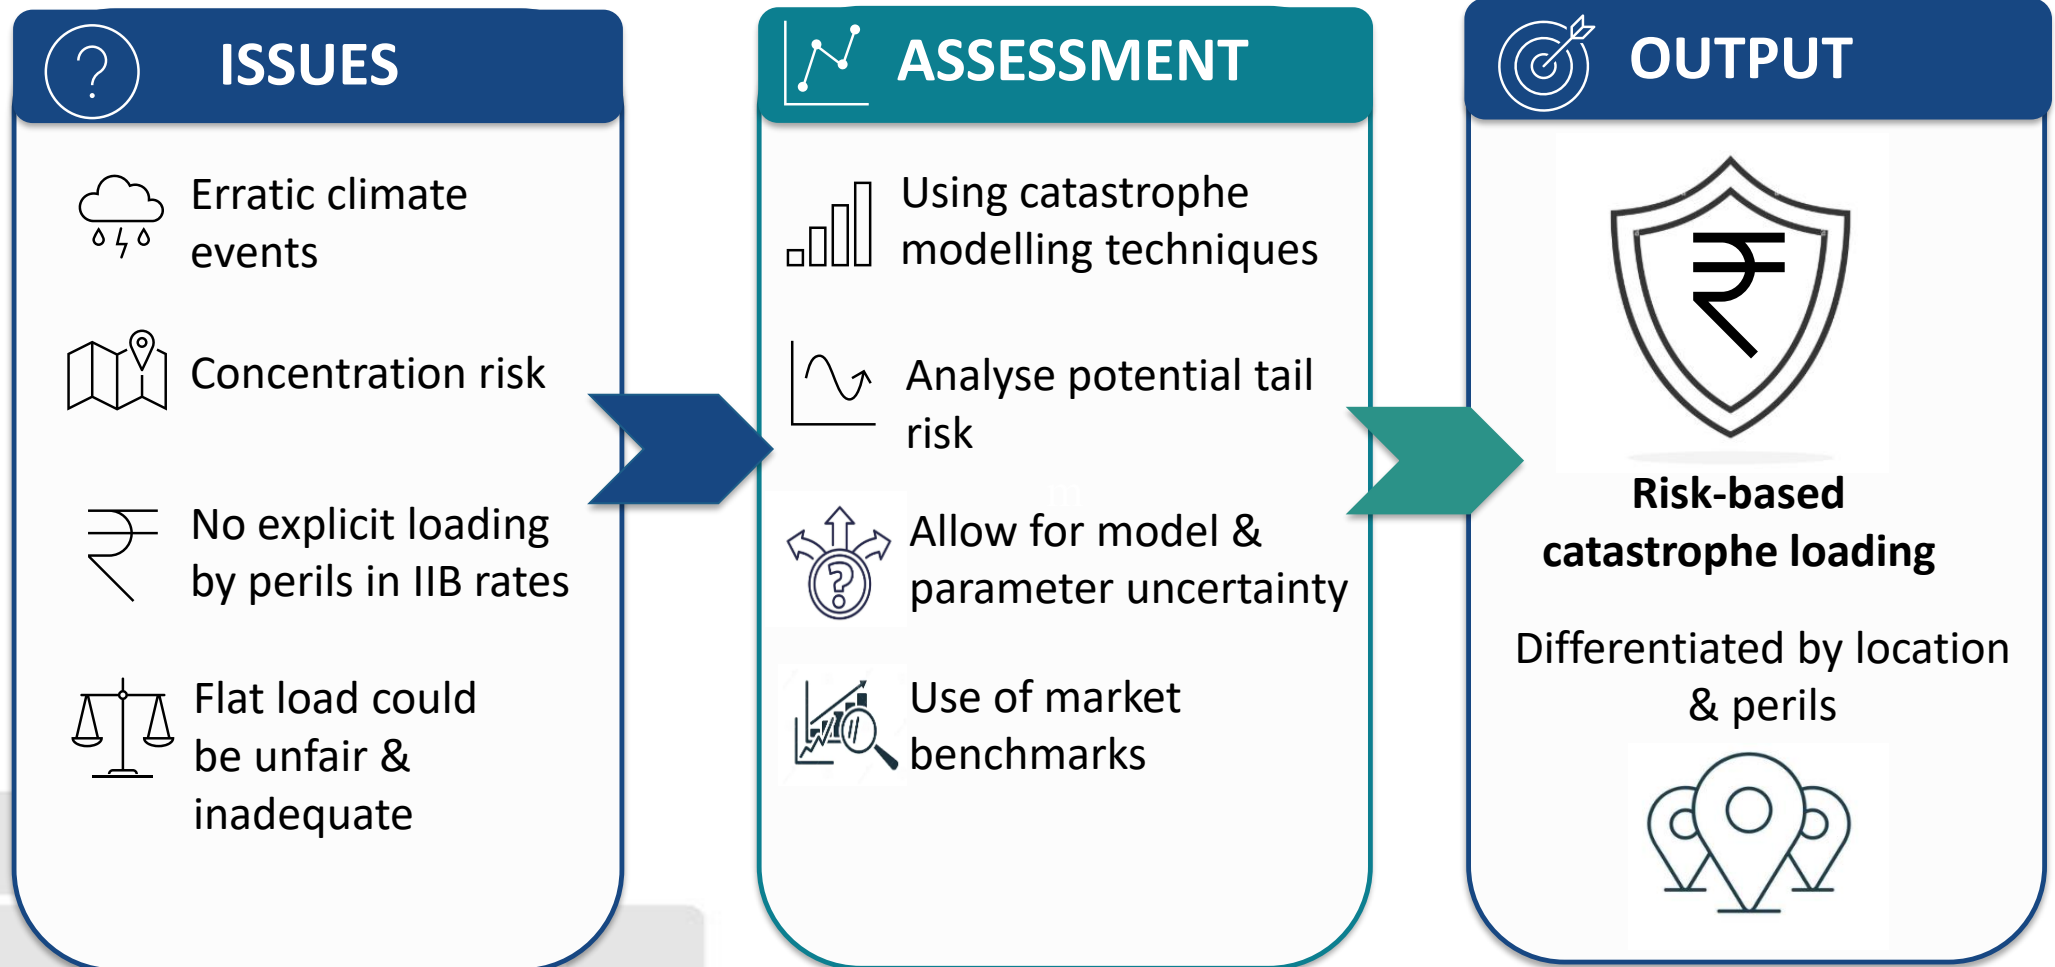 ISSUES
Erratic climate
events
Concentration risk
No explicit loading
by perils in IIB rates
Flat load could
be unfair &
inadequate
ASSESSMENT
Using catastrophe
modelling techniques
Analyse potential tail
risk
Allow for model &
parameter uncertainty
Use of market
benchmarks
OUTPUT
₹
Risk-based
catastrophe loading
Differentiated by location
& perils